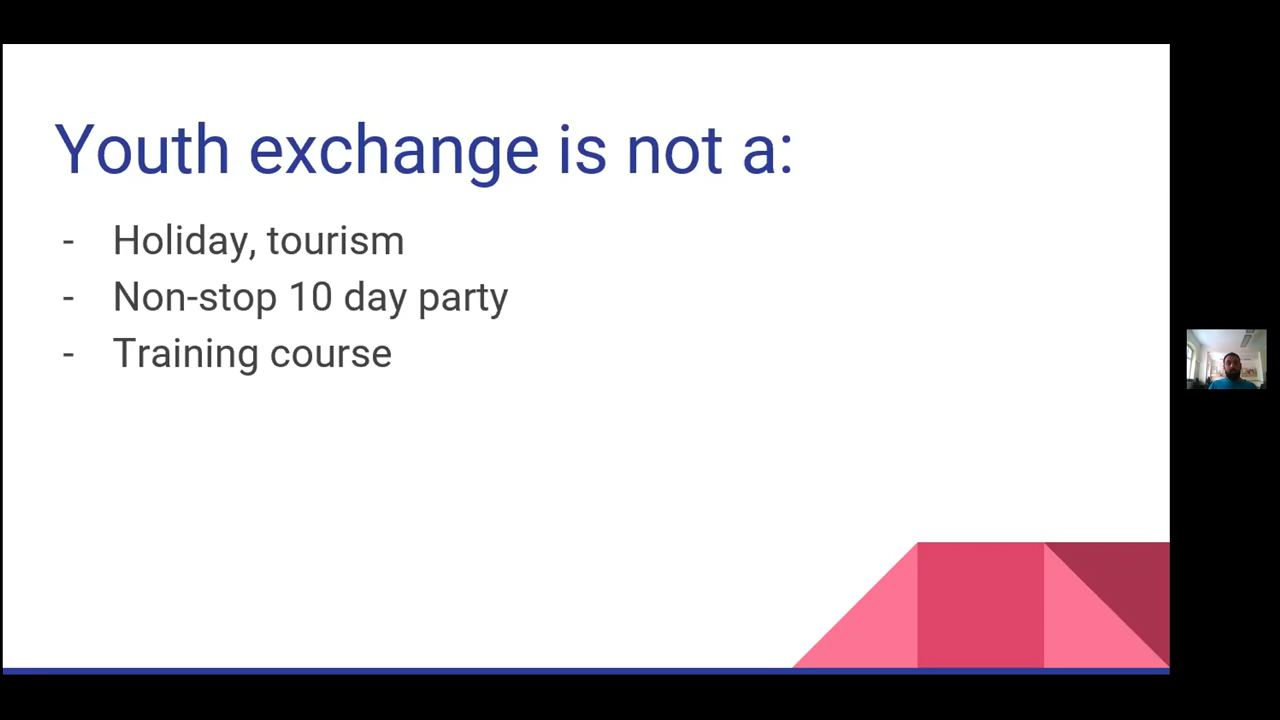 Youth exchange is not a:
- Holiday, tourism
- Non-stop 10 day party
- Training course